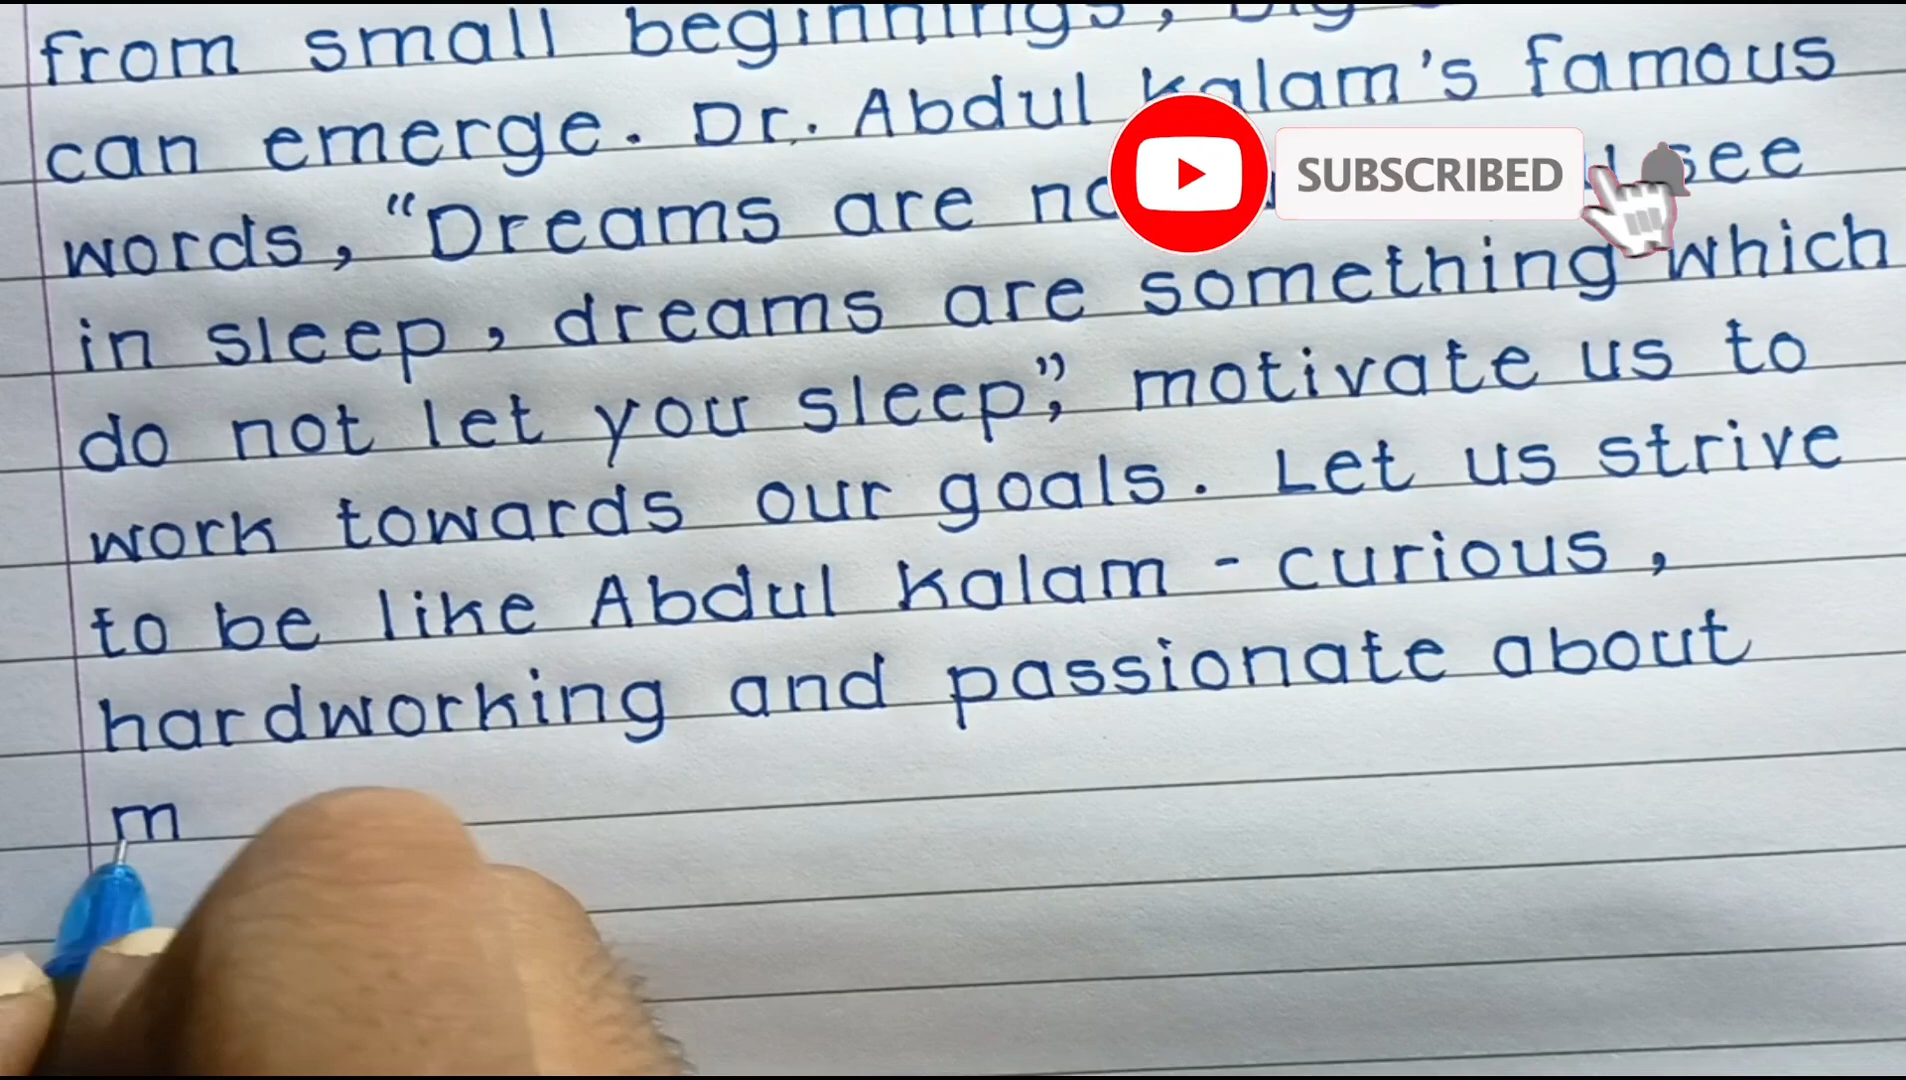 from small beginnings,
can emerge. Dr. Abdul Kalam's famous
words, "Dreams are see
in sleep, dreams are something which
do not let you sleep", motivate us to
work towards our goals. Let us strive
to be like Abdul Kalam - curious,
hardworking and passionate about
m
SUBSCRIBED